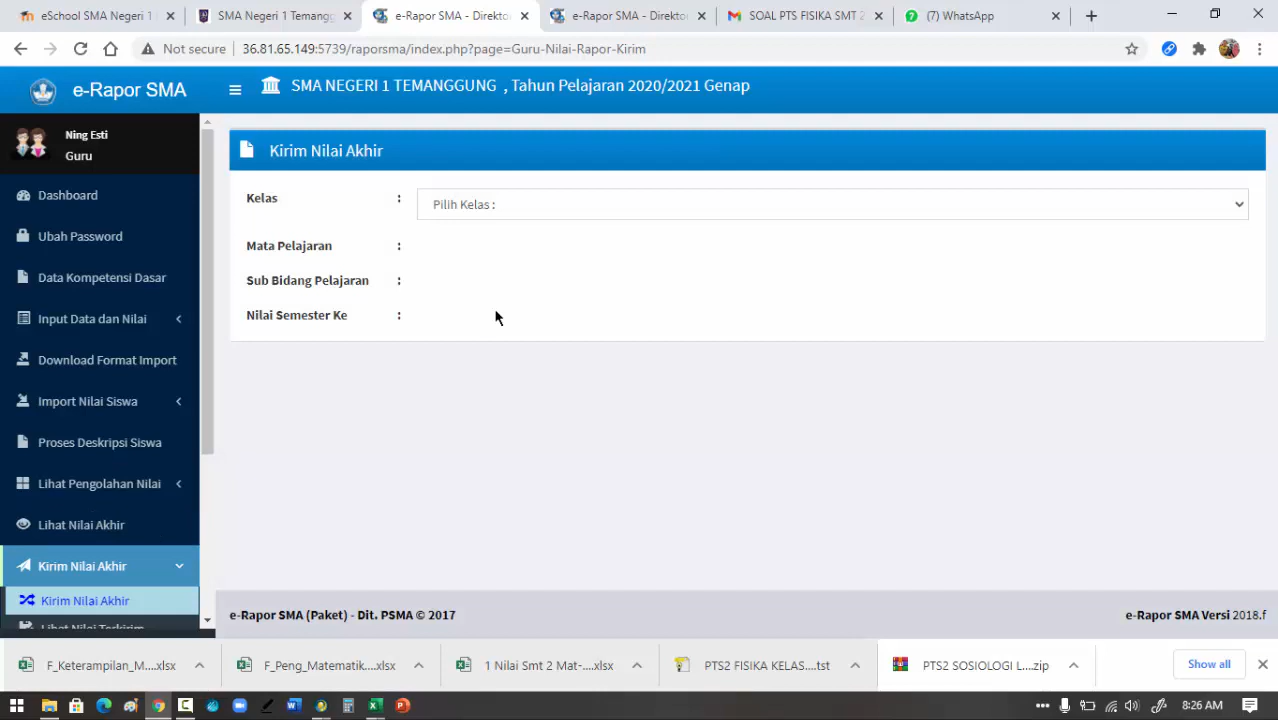 eSchool SMA Negeri 1
SMA Negeri 1 Temangg
e-Rapor SMA - Direkto
e-Rapor SMA - Direkto
SOAL PTS FISIKA SMT 2
(7) WhatsApp
Not secure
36.81.65.149:5739/raporsma/index.php?page=Guru-Nilai-Rapor-Kirim
e-Rapor SMA
SMA NEGERI 1 TEMANGGUNG , Tahun Pelajaran 2020/2021 Genap
Ning Esti
Guru
Dashboard
Ubah Password
Data Kompetensi Dasar
Input Data dan Nilai
Download Format Import
Import Nilai Siswa
Proses Deskripsi Siswa
Lihat Pengolahan Nilai
Lihat Nilai Akhir
Kirim Nilai Akhir
Kirim Nilai Akhir
Lihat Nilai Terkirim
Kirim Nilai Akhir
Kelas :
Pilih Kelas :
Mata Pelajaran :
Sub Bidang Pelajaran :
Nilai Semester Ke :
e-Rapor SMA (Paket) - Dit. PSMA © 2017
e-Rapor SMA Versi 2018.f
F_Keterampilan_M....xlsx
F_Peng_Matematik....xlsx
1 Nilai Smt 2 Mat-....xlsx
PTS2 FISIKA KELAS....tst
PTS2 SOSIOLOGI L....zip
Show all
8:26 AM